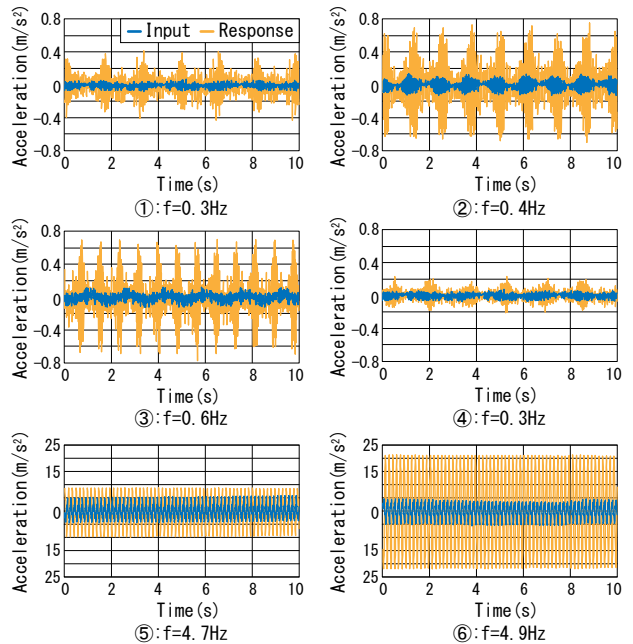 Input Response
Acceleration(m/s²)
0.8
0.4
0
-0.4
-0.8
0 2 4 6 8 10
Time(s)
①:f=0.3Hz
Acceleration(m/s²)
0.8
0.4
0
-0.4
-0.8
0 2 4 6 8 10
Time(s)
②:f=0.4Hz
Acceleration(m/s²)
0.8
0.4
0
-0.4
-0.8
0 2 4 6 8 10
Time(s)
③:f=0.6Hz
Acceleration(m/s²)
0.8
0.4
0
-0.4
-0.8
0 2 4 6 8 10
Time(s)
④:f=0.3Hz
Acceleration(m/s²)
25
15
5
0
5
15
25
0 2 4 6 8 10
Time(s)
⑤:f=4.7Hz
Acceleration(m/s²)
25
15
5
0
5
15
25
0 2 4 6 8 10
Time(s)
⑥:f=4.9Hz